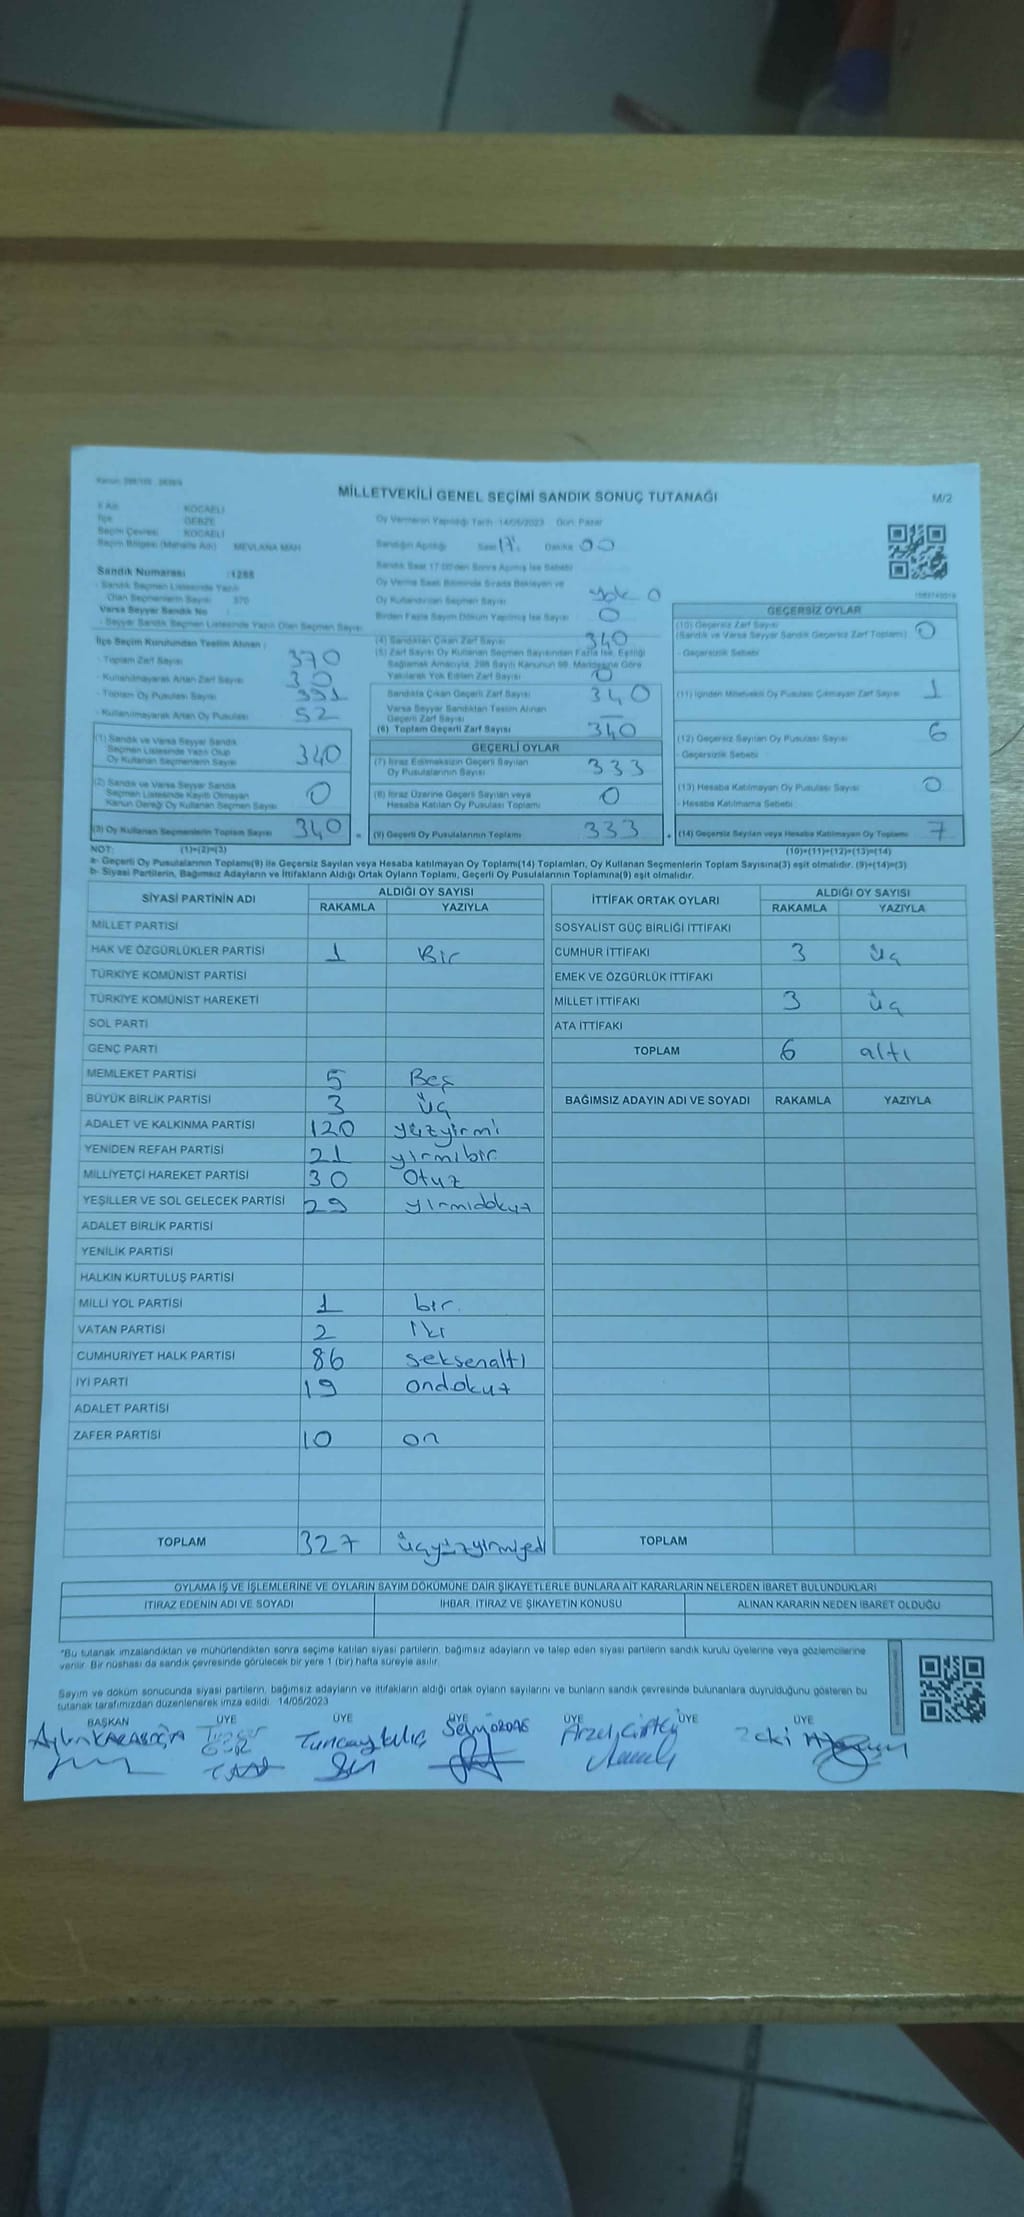 MİLLETVEKİLİ GENEL SEÇİMİ SANDIK SONUÇ TUTANAĞI
M/2
İl Adı : KOCAELİ
İlçe : GEBZE
Seçim Çevresi : KOCAELİ
Seçim Bölgesi (Mahalle Adı) : MEVLANA MAH
Oy Vermenin Yapıldığı Tarih :14/05/2023 Gün: Pazar
Sandığın Açıldığı Saat 17. Dakika 00
Sandık Saat 17:00'den Sonra Açılmış İse Sebebi
Oy Verme Saati Bitiminde Sırada Bekleyen ve
Oy Kullandırılan Seçmen Sayısı yok 0
Birden Fazla Sayım Döküm Yapılmış İse Sayısı 0
Sandık Numarası :1288
- Sandık Seçmen Listesinde Yazılı
Olan Seçmenlerin Sayısı : 370
Varsa Seyyar Sandık No :
- Seyyar Sandık Seçmen Listesinde Yazılı Olan Seçmen Sayısı:
İlçe Seçim Kurulundan Teslim Alınan :
- Toplam Zarf Sayısı 370
- Kullanılmayarak Artan Zarf Sayısı 30
- Toplam Oy Pusulası Sayısı
- Kullanılmayarak Artan Oy Pusulası 52
(1) Sandık ve Varsa Seyyar Sandık
Seçmen Listesinde Yazılı Olup
Oy Kullanan Seçmenlerin Sayısı 340
(2) Sandık ve Varsa Seyyar Sandık
Seçmen Listesinde Kayıtlı Olmayan
Kanun Gereği Oy Kullanan Seçmen Sayısı 0
(3) Oy Kullanan Seçmenlerin Toplam Sayısı 340 =
(4) Sandıktan Çıkan Zarf Sayısı 340
(5) Zarf Sayısı Oy Kullanan Seçmen Sayısından Fazla İse, Eşitliği
Sağlamak Amacıyla, 298 Sayılı Kanunun 98. Maddesine Göre
Yakılarak Yok Edilen Zarf Sayısı 0
Sandıkta Çıkan Geçerli Zarf Sayısı 340
Varsa Seyyar Sandıktan Teslim Alınan
Geçerli Zarf Sayısı —
(6) Toplam Geçerli Zarf Sayısı 340
GEÇERLİ OYLAR
(7) İtiraz Edilmeksizin Geçerli Sayılan
Oy Pusulalarının Sayısı 333
(8) İtiraz Üzerine Geçerli Sayılan veya
Hesaba Katılan Oy Pusulası Toplamı 0
(9) Geçerli Oy Pusulalarının Toplamı 333 +
GEÇERSİZ OYLAR
(10) Geçersiz Zarf Sayısı
(Sandık ve Varsa Seyyar Sandık Geçersiz Zarf Toplamı) 0
- Geçersizlik Sebebi
(11) İçinden Milletvekili Oy Pusulası Çıkmayan Zarf Sayısı 1
(12) Geçersiz Sayılan Oy Pusulası Sayısı 6
- Geçersizlik Sebebi
(13) Hesaba Katılmayan Oy Pusulası Sayısı 0
- Hesaba Katılmama Sebebi
(14) Geçersiz Sayılan veya Hesaba Katılmayan Oy Toplamı 7
NOT: (1)+(2)=(3)
(10)+(11)+(12)+(13)=(14)
a- Geçerli Oy Pusulalarının Toplamı(9) ile Geçersiz Sayılan veya Hesaba katılmayan Oy Toplamı(14) Toplamları, Oy Kullanan Seçmenlerin Toplam Sayısına(3) eşit olmalıdır. (9)+(14)=(3)
b- Siyasi Partilerin, Bağımsız Adayların ve İttifakların Aldığı Ortak Oyların Toplamı, Geçerli Oy Pusulalarının Toplamına(9) eşit olmalıdır.
SİYASİ PARTİNİN ADI ALDIĞI OY SAYISI
RAKAMLA YAZIYLA
MİLLET PARTİSİ
HAK VE ÖZGÜRLÜKLER PARTİSİ 1 Bir
TÜRKİYE KOMÜNİST PARTİSİ
TÜRKİYE KOMÜNİST HAREKETİ
SOL PARTİ
GENÇ PARTİ
MEMLEKET PARTİSİ 5 Beş
BÜYÜK BİRLİK PARTİSİ 3 üç
ADALET VE KALKINMA PARTİSİ 120 yüzyirmi
YENİDEN REFAH PARTİSİ 21 yirmibir
MİLLİYETÇİ HAREKET PARTİSİ 30 Otuz
YEŞİLLER VE SOL GELECEK PARTİSİ 29 yirmidokuz
ADALET BİRLİK PARTİSİ
YENİLİK PARTİSİ
HALKIN KURTULUŞ PARTİSİ
MİLLİ YOL PARTİSİ 1 bir.
VATAN PARTİSİ 2 İki
CUMHURİYET HALK PARTİSİ 86 seksenaltı
İYİ PARTİ 19 ondokuz
ADALET PARTİSİ
ZAFER PARTİSİ 10 on
TOPLAM 327 üçyüzyirmiyedi
İTTİFAK ORTAK OYLARI ALDIĞI OY SAYISI
RAKAMLA YAZIYLA
SOSYALİST GÜÇ BİRLİĞİ İTTİFAKI
CUMHUR İTTİFAKI 3 üç
EMEK VE ÖZGÜRLÜK İTTİFAKI
MİLLET İTTİFAKI 3 üç
ATA İTTİFAKI
TOPLAM 6 altı
BAĞIMSIZ ADAYIN ADI VE SOYADI RAKAMLA YAZIYLA
TOPLAM
OYLAMA İŞ VE İŞLEMLERİNE VE OYLARIN SAYIM DÖKÜMÜNE DAİR ŞİKAYETLERLE BUNLARA AİT KARARLARIN NELERDEN İBARET BULUNDUKLARI
İTİRAZ EDENİN ADI VE SOYADI İHBAR, İTİRAZ VE ŞİKAYETİN KONUSU ALINAN KARARIN NEDEN İBARET OLDUĞU
*Bu tutanak imzalandıktan ve mühürlendikten sonra seçime katılan siyasi partilerin, bağımsız adayların ve talep eden siyasi partilerin sandık kurulu üyelerine veya gözlemcilerine
verilir. Bir nüshası da sandık çevresinde görülecek bir yere 1 (bir) hafta süreyle asılır.
Sayım ve döküm sonucunda siyasi partilerin, bağımsız adayların ve ittifakların aldığı ortak oyların sayılarını ve bunların sandık çevresinde bulunanlara duyrulduğunu gösteren bu
tutanak tarafımızdan düzenlenerek imza edildi. 14/05/2023
BAŞKAN ÜYE ÜYE ÜYE ÜYE ÜYE ÜYE
Tuncay Kılıç
Zeki